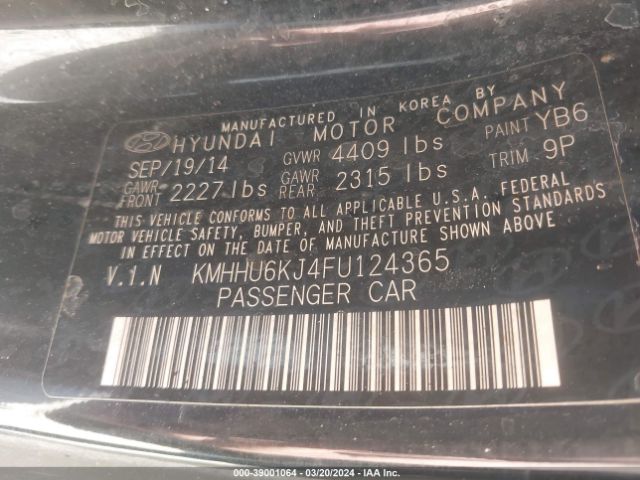 MANUFACTURED IN KOREA BY
HYUNDAI MOTOR COMPANY
SEP/19/14 GVWR 4409 lbs PAINT YB6
GAWR FRONT 2227 lbs GAWR REAR 2315 lbs TRIM 9P
THIS VEHICLE CONFORMS TO ALL APPLICABLE U.S.A. FEDERAL
MOTOR VEHICLE SAFETY, BUMPER, AND THEFT PREVENTION STANDARDS
IN EFFECT ON THE DATE OF MANUFACTURE SHOWN ABOVE
V.I.N KMHHU6KJ4FU124365
PASSENGER CAR
000-39001064 - 03/20/2024 - IAA Inc.